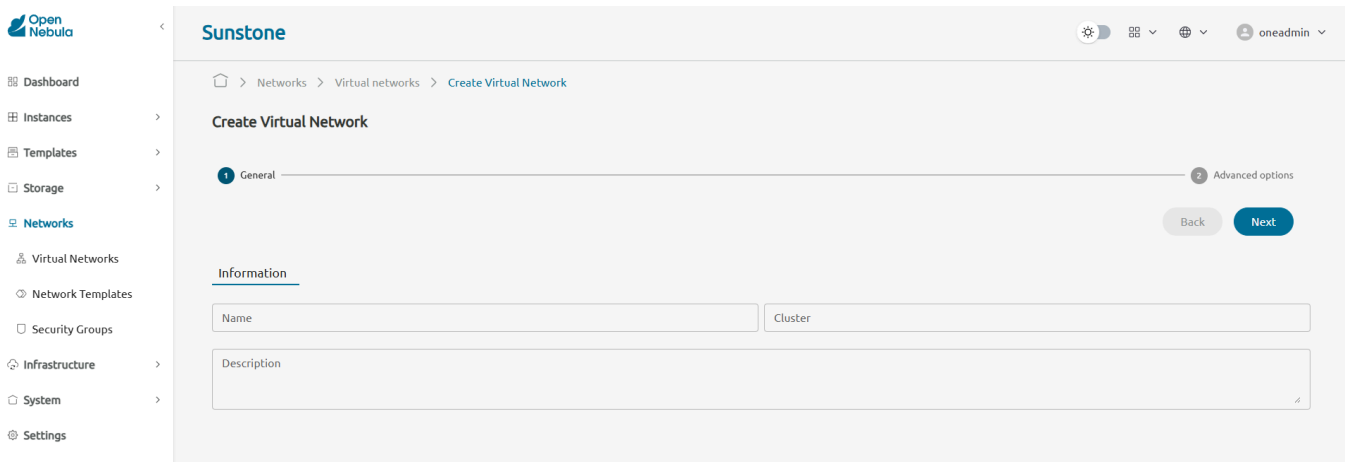 Open
Nebula
Sunstone
oneadmin
Dashboard
Instances
Templates
Storage
Networks
Virtual Networks
Network Templates
Security Groups
Infrastructure
System
Settings
Networks > Virtual networks > Create Virtual Network
Create Virtual Network
1 General
2 Advanced options
Back
Next
Information
Name
Cluster
Description